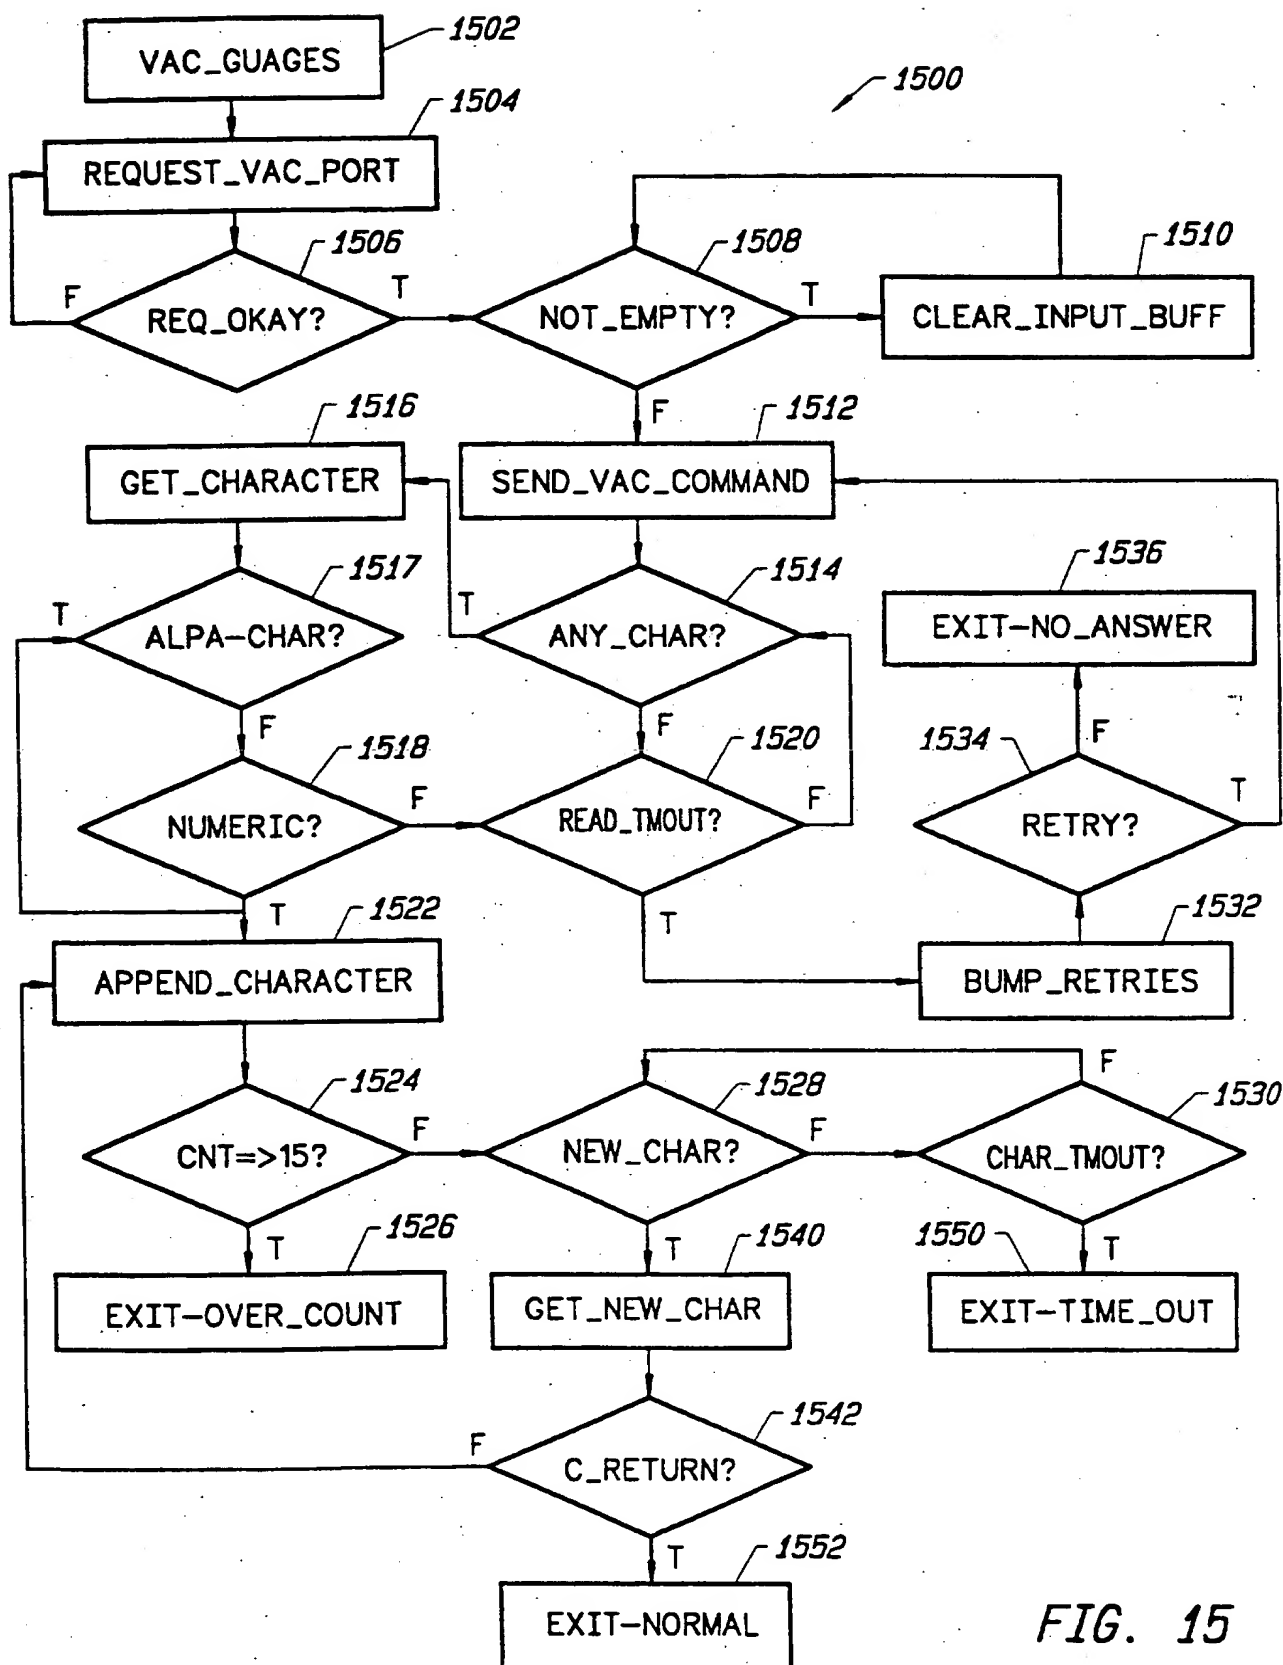 1502
VAC_GUAGES
1500
1504
REQUEST_VAC_PORT
1506
1508
1510
F
REQ_OKAY?
T
NOT_EMPTY?
T
CLEAR_INPUT_BUFF
F
1516
1512
GET_CHARACTER
SEND_VAC_COMMAND
1517
1514
1536
T
ALPA-CHAR?
T
ANY_CHAR?
EXIT-NO_ANSWER
F
F
1518
1520
1534
F
NUMERIC?
F
READ_TMOUT?
F
RETRY?
T
T
1522
T
1532
APPEND_CHARACTER
BUMP_RETRIES
1524
1528
F
1530
CNT=>15?
F
NEW_CHAR?
F
CHAR_TMOUT?
1526
T
1540
T
1550
T
EXIT-OVER_COUNT
GET_NEW_CHAR
EXIT-TIME_OUT
1542
F
C_RETURN?
T
1552
EXIT-NORMAL
FIG. 15